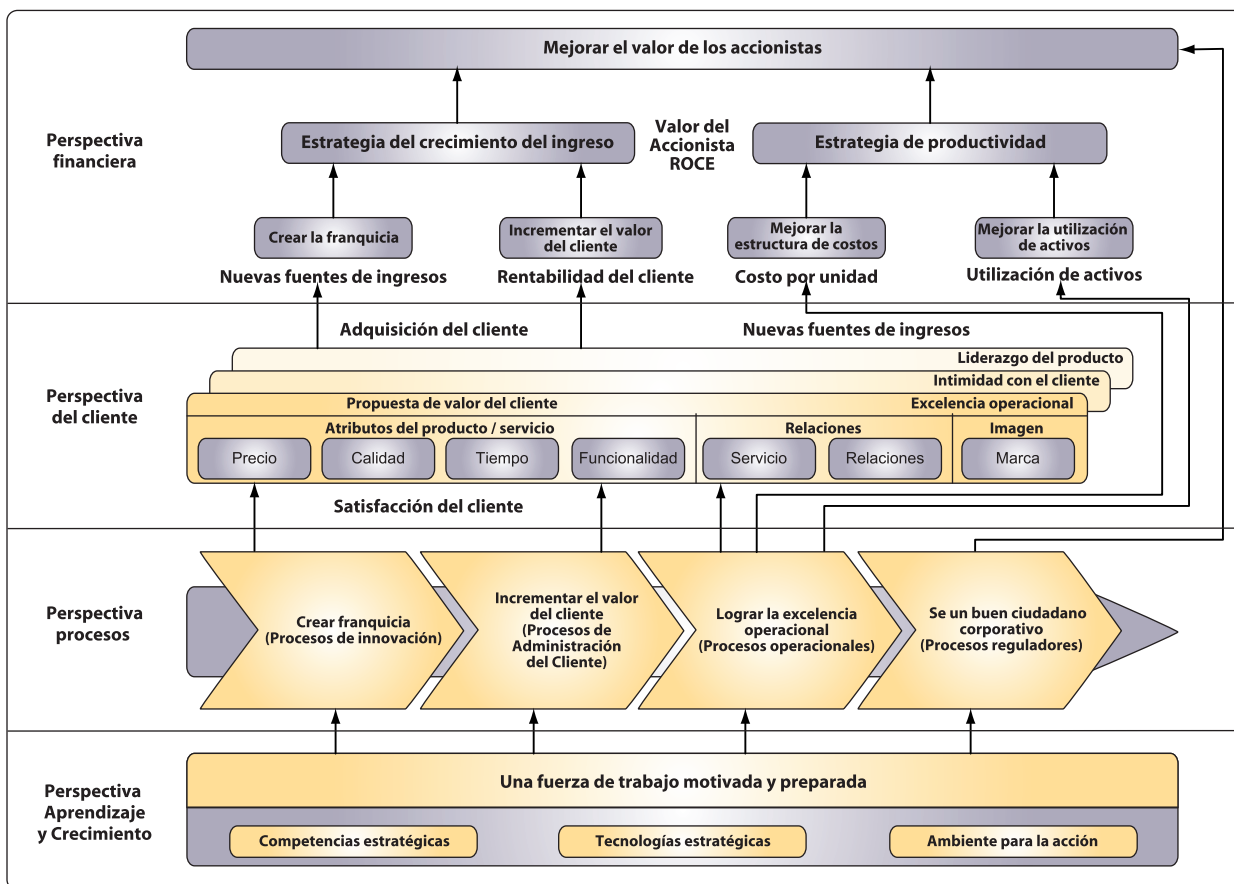 Mejorar el valor de los accionistas
Perspectiva
financiera
Estrategia del crecimiento del ingreso
Valor del
Accionista
ROCE
Estrategia de productividad
Crear la franquicia
Incrementar el valor
del cliente
Mejorar la
estructura de costos
Mejorar la utilización
de activos
Nuevas fuentes de ingresos
Rentabilidad del cliente
Costo por unidad
Utilización de activos
Adquisición del cliente
Nuevas fuentes de ingresos
Perspectiva
del cliente
Liderazgo del producto
Intimidad con el cliente
Propuesta de valor del cliente
Excelencia operacional
Atributos del producto / servicio
Relaciones
Imagen
Precio
Calidad
Tiempo
Funcionalidad
Servicio
Relaciones
Marca
Satisfacción del cliente
Perspectiva
procesos
Crear franquicia
(Procesos de innovación)
Incrementar el valor
del cliente
(Procesos de
Administración
del Cliente)
Lograr la excelencia
operacional
(Procesos operacionales)
Se un buen ciudadano
corporativo
(Procesos reguladores)
Perspectiva
Aprendizaje
y Crecimiento
Una fuerza de trabajo motivada y preparada
Competencias estratégicas
Tecnologías estratégicas
Ambiente para la acción